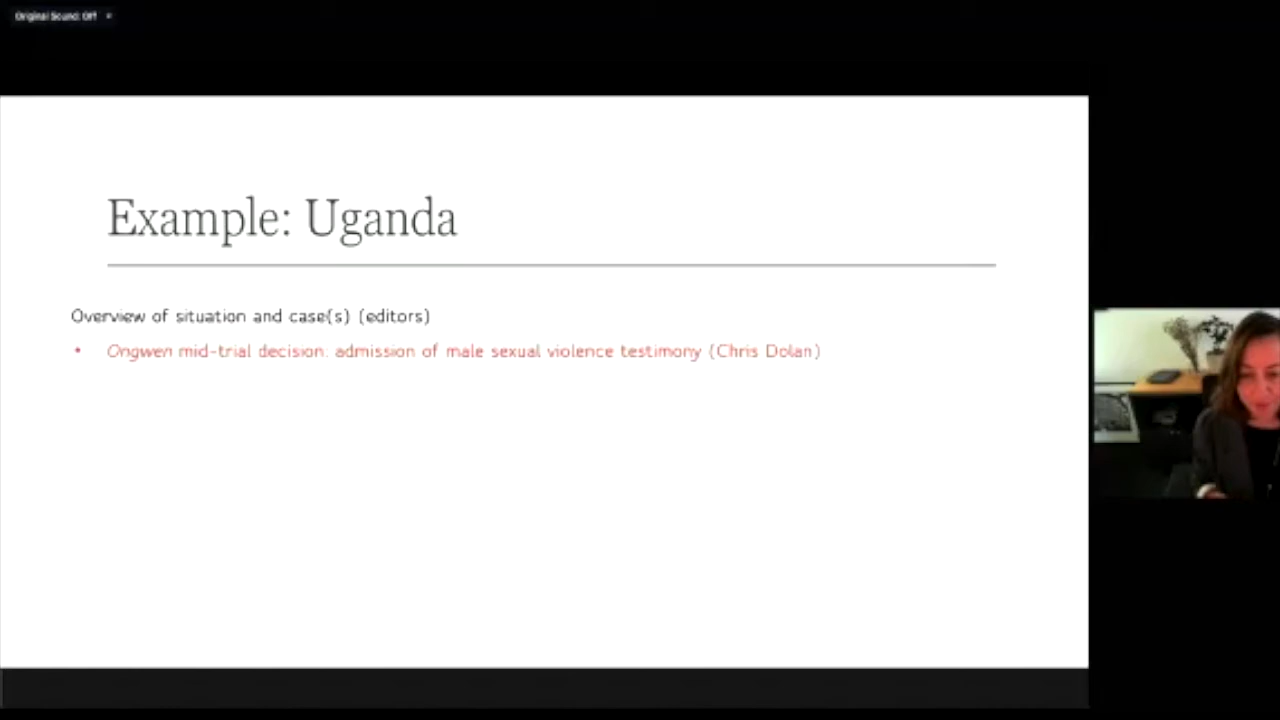 Original Sound: Off
Example: Uganda
Overview of situation and case(s) (editors)
• Ongwen mid-trial decision: admission of male sexual violence testimony (Chris Dolan)